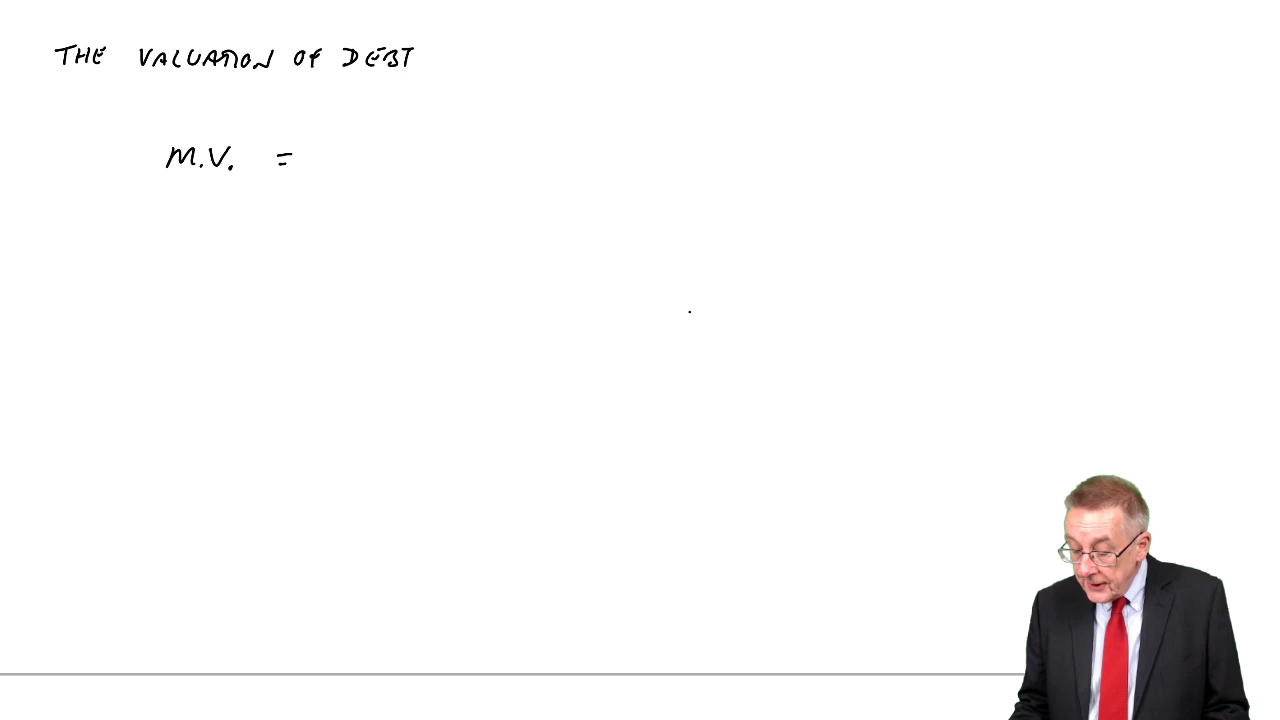 THE VALUATION OF DEBT
M.V. =